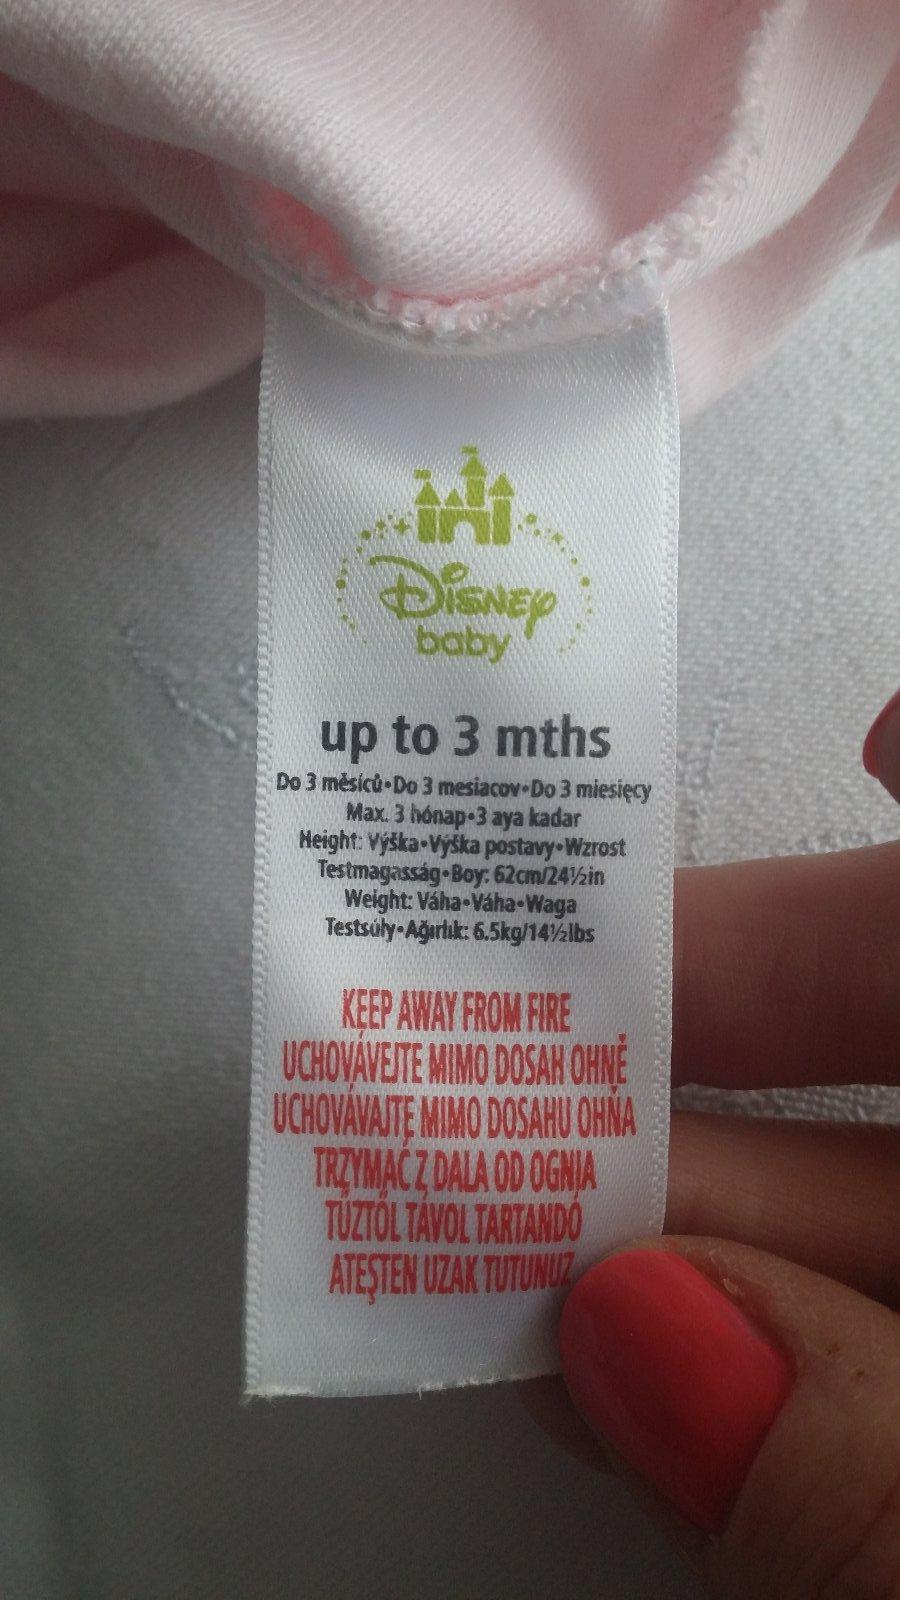 Disney
baby
up to 3 mths
Do 3 měsíců•Do 3 mesiacov•Do 3 miesięcy
Max. 3 hónap•3 aya kadar
Height: Výška•Výška postavy•Wzrost
Testmagasság•Boy: 62cm/24½in
Weight: Váha•Váha•Waga
Testsúly•Ağırlık: 6.5kg/14½lbs
KEEP AWAY FROM FIRE
UCHOVÁVEJTE MIMO DOSAH OHNĚ
UCHOVÁVAJTE MIMO DOSAHU OHŇA
TRZYMAĆ Z DALA OD OGNIA
TŰZTŐL TÁVOL TARTANDÓ
ATEŞTEN UZAK TUTUNUZ